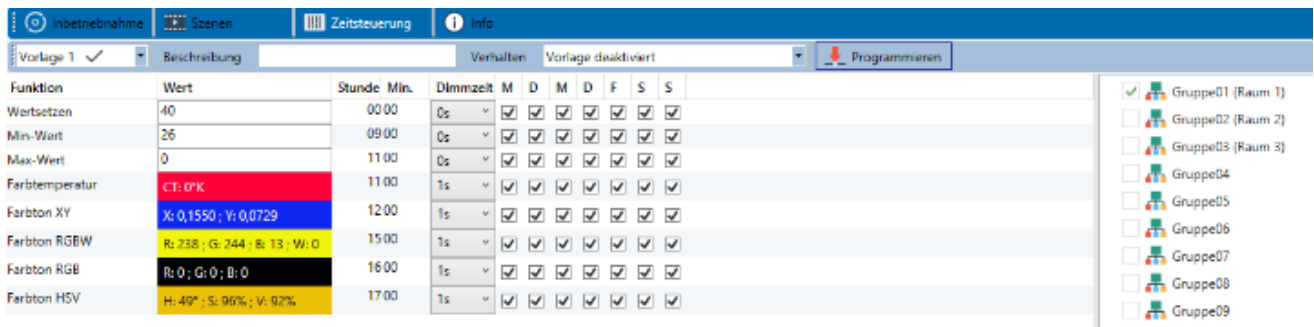 Inbetriebnahme Szenen Zeitsteuerung Info
Vorlage 1 Beschreibung Verhalten Vorlage deaktiviert Programmieren
Funktion Wert Stunde Min. Dimmzeit M D M D F S S
Wertsetzen 40 00 00 0s
Min-Wert 26 09 00 0s
Max-Wert 0 11 00 0s
Farbtemperatur CT: 0°K 11 00 1s
Farbton XY X: 0,1550 ; Y: 0,0729 12 00 1s
Farbton RGBW R: 238 ; G: 244 ; B: 13 ; W: 0 15 00 1s
Farbton RGB R: 0 ; G: 0 ; B: 0 16 00 1s
Farbton HSV H: 49° ; S: 96% ; V: 92% 17 00 1s
Gruppe01 (Raum 1)
Gruppe02 (Raum 2)
Gruppe03 (Raum 3)
Gruppe04
Gruppe05
Gruppe06
Gruppe07
Gruppe08
Gruppe09